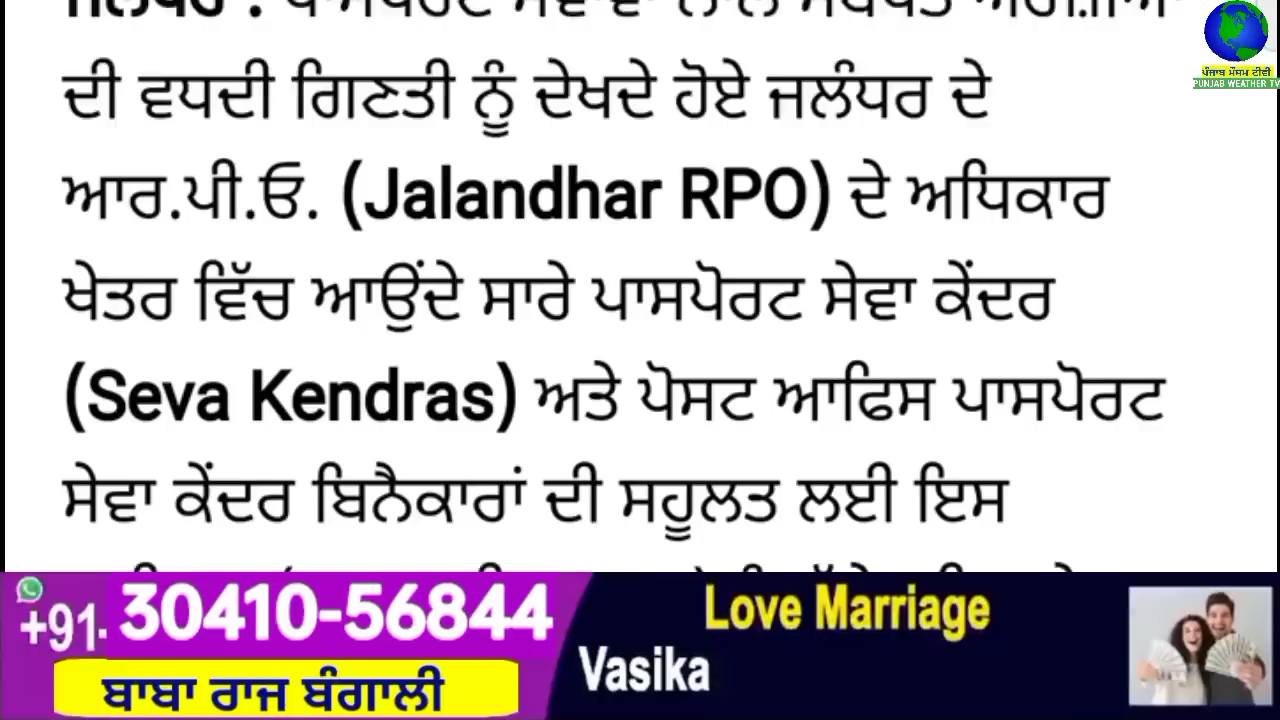 ਦੀ ਵਧਦੀ ਗਿਣਤੀ ਨੂੰ ਦੇਖਦੇ ਹੋਏ ਜਲੰਧਰ ਦੇ
ਆਰ.ਪੀ.ਓ. (Jalandhar RPO) ਦੇ ਅਧਿਕਾਰ
ਖੇਤਰ ਵਿੱਚ ਆਉਂਦੇ ਸਾਰੇ ਪਾਸਪੋਰਟ ਸੇਵਾ ਕੇਂਦਰ
(Seva Kendras) ਅਤੇ ਪੋਸਟ ਆਫਿਸ ਪਾਸਪੋਰਟ
ਸੇਵਾ ਕੇਂਦਰ ਬਿਨੈਕਾਰਾਂ ਦੀ ਸਹੂਲਤ ਲਈ ਇਸ
ਪੰਜਾਬ ਮੌਸਮ ਟੀਵੀ
PUNJAB WEATHER TV
+91- 30410-56844
ਬਾਬਾ ਰਾਜ ਬੰਗਾਲੀ
Love Marriage
Vasika